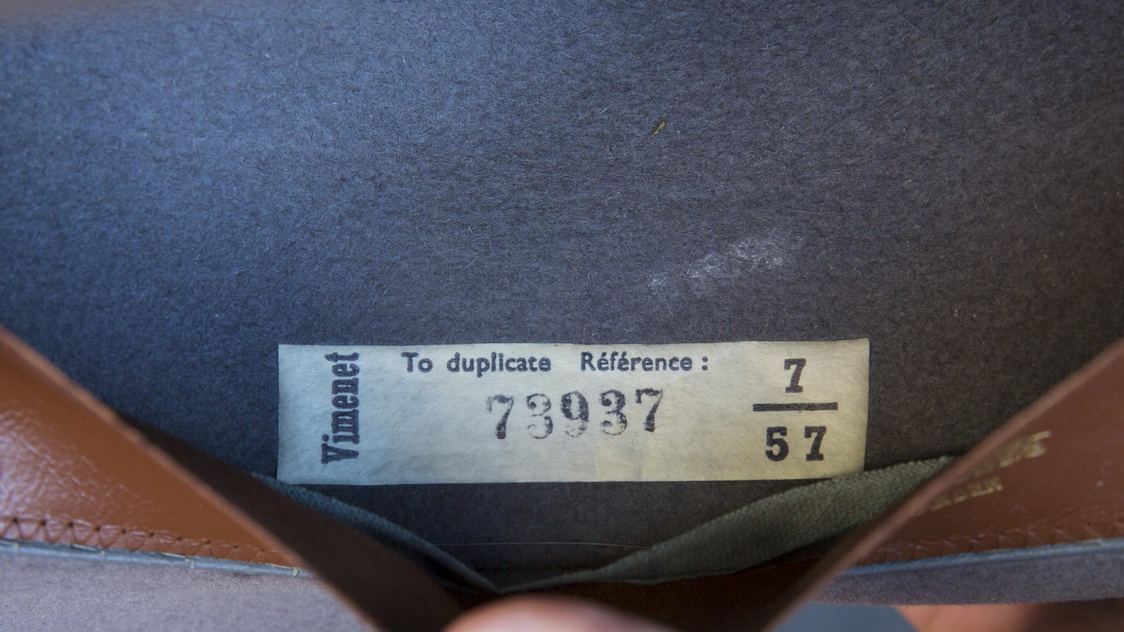 Vimenet
To duplicate Référence :
73937
7
57